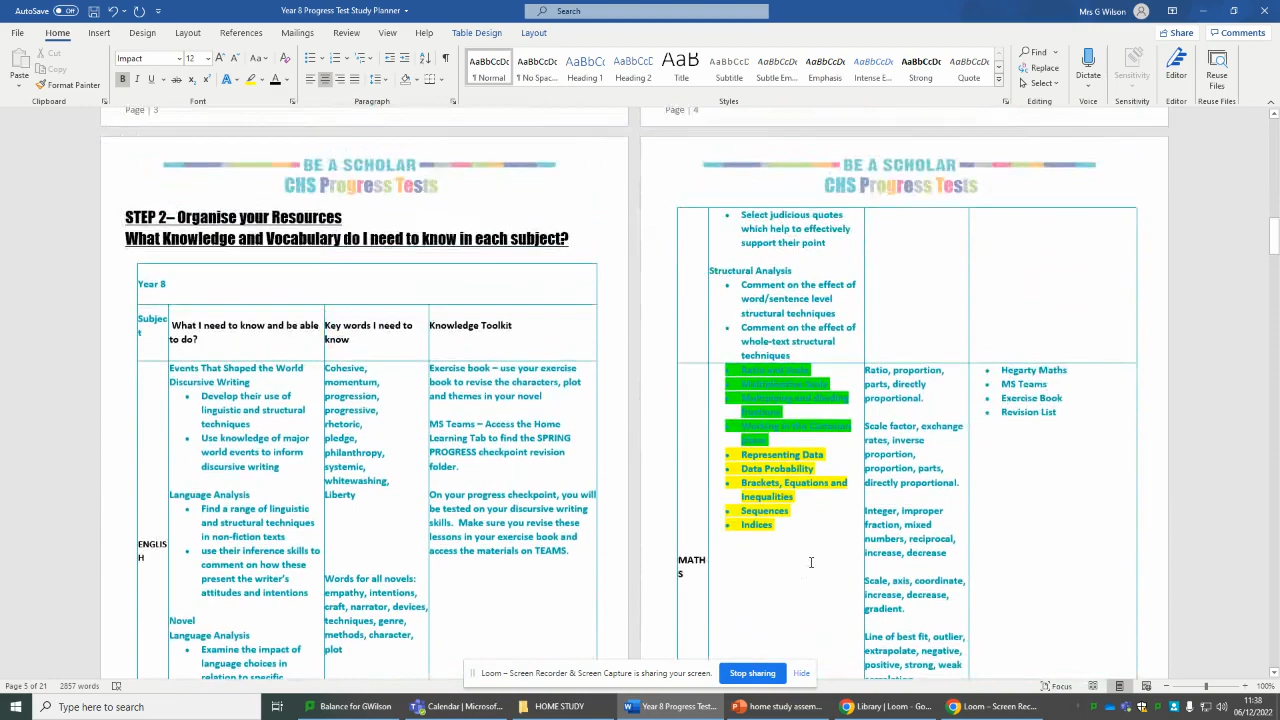 Year 8 Progress Test Planner
Search
Mrs G Wilson
File Home Insert Design Layout References Mailings Review View Help Table Design Layout
Share Comments
Paste
Cut
Copy
Format Painter
Impact 12
AaBbCcDc AaBbCcDc AaBbCc AaBbCcD AaB AaBbCcD AaBbCcDc AaBbCcDc AaBbCcDc AaBbCcDc AaBbCcDc
¶ Normal ¶ No Spac... Heading 1 Heading 2 Title Subtitle Subtle Em... Emphasis Intense E... Strong Quote
Find
Replace
Select
Dictate Sensitivity Editor Reuse Files
Clipboard Font Paragraph Styles Editing Voice Sensitivity Editor Reuse Files
Page | 3
Page | 4
BE A SCHOLAR
CHS Progress Tests
STEP 2– Organise your Resources
What Knowledge and Vocabulary do I need to know in each subject?
Year 8
Subjec
t
What I need to know and be able
to do?
Key words I need to
know
Knowledge Toolkit
ENGLIS
H
Events That Shaped the World
Discursive Writing
• Develop their use of
linguistic and structural
techniques
• Use knowledge of major
world events to inform
discursive writing
Language Analysis
• Find a range of linguistic
and structural techniques
in non-fiction texts
• use their inference skills to
comment on how these
present the writer's
attitudes and intentions
Novel
Language Analysis
• Examine the impact of
language choices in
relation to specific
Cohesive,
momentum,
progression,
progressive,
rhetoric,
pledge,
philanthropy,
systemic,
whitewashing,
Liberty
Words for all novels:
empathy, intentions,
craft, narrator, devices,
techniques, genre,
methods, character,
plot
Exercise book – use your exercise
book to revise the characters, plot
and themes in your novel
MS Teams – Access the Home
Learning Tab to find the SPRING
PROGRESS checkpoint revision
folder.
On your progress checkpoint, you will
be tested on your discursive writing
skills. Make sure you revise these
lessons in your exercise book and
access the materials on TEAMS.
BE A SCHOLAR
CHS Progress Tests
• Select judicious quotes
which help to effectively
support their point
Structural Analysis
• Comment on the effect of
word/sentence level
structural techniques
• Comment on the effect of
whole-text structural
techniques
MATH
S
• Ratio and Scale
• Multiplicative
• Multiplying and dividing
fractions
• Working in the Cartesian
plane
• Representing Data
• Data Probability
• Brackets, Equations and
Inequalities
• Sequences
• Indices
Ratio, proportion,
parts, directly
proportional.
Scale factor, exchange
rates, inverse
proportion,
proportion, parts,
directly proportional.
Integer, improper
fraction, mixed
numbers, reciprocal,
increase, decrease
Scale, axis, coordinate,
increase, decrease,
gradient.
Line of best fit, outlier,
extrapolate, negative,
positive, strong, weak
• Hegarty Maths
• MS Teams
• Exercise Book
• Revision List
Loom – Screen Recorder & Screen Capture is sharing your screen. Stop sharing Hide
Page 5 of 21 2857 words
Focus 100%
Type here to search
Balance for GWilson
Calendar | Microsof...
HOME STUDY
Year 8 Progress Test...
home study assem...
Library | Loom - Go...
Loom – Screen Rec...
11:38
06/12/2022